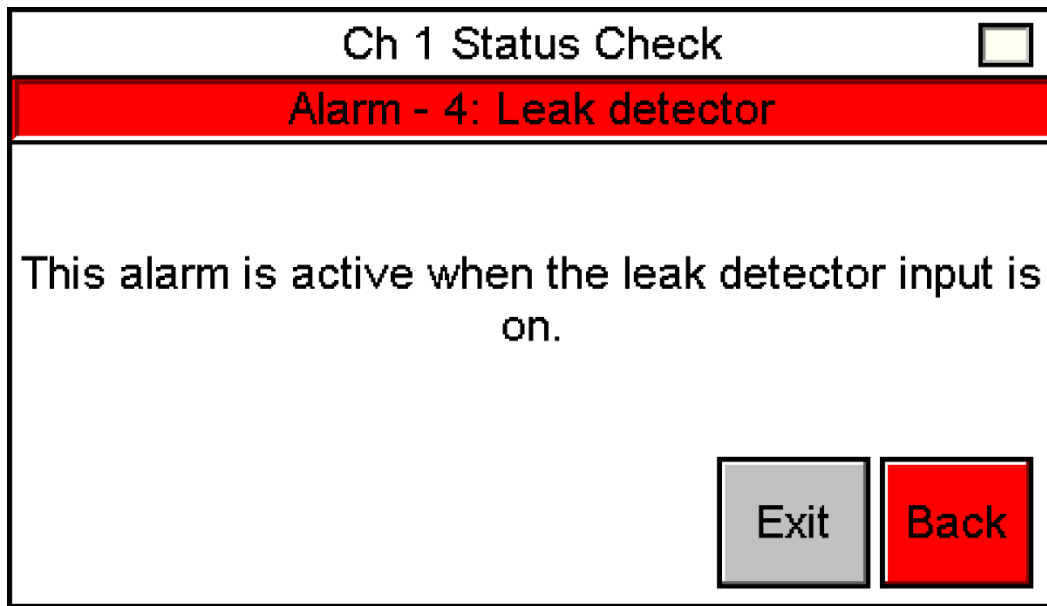 Ch 1 Status Check
Alarm - 4: Leak detector
This alarm is active when the leak detector input is
on.
Exit
Back